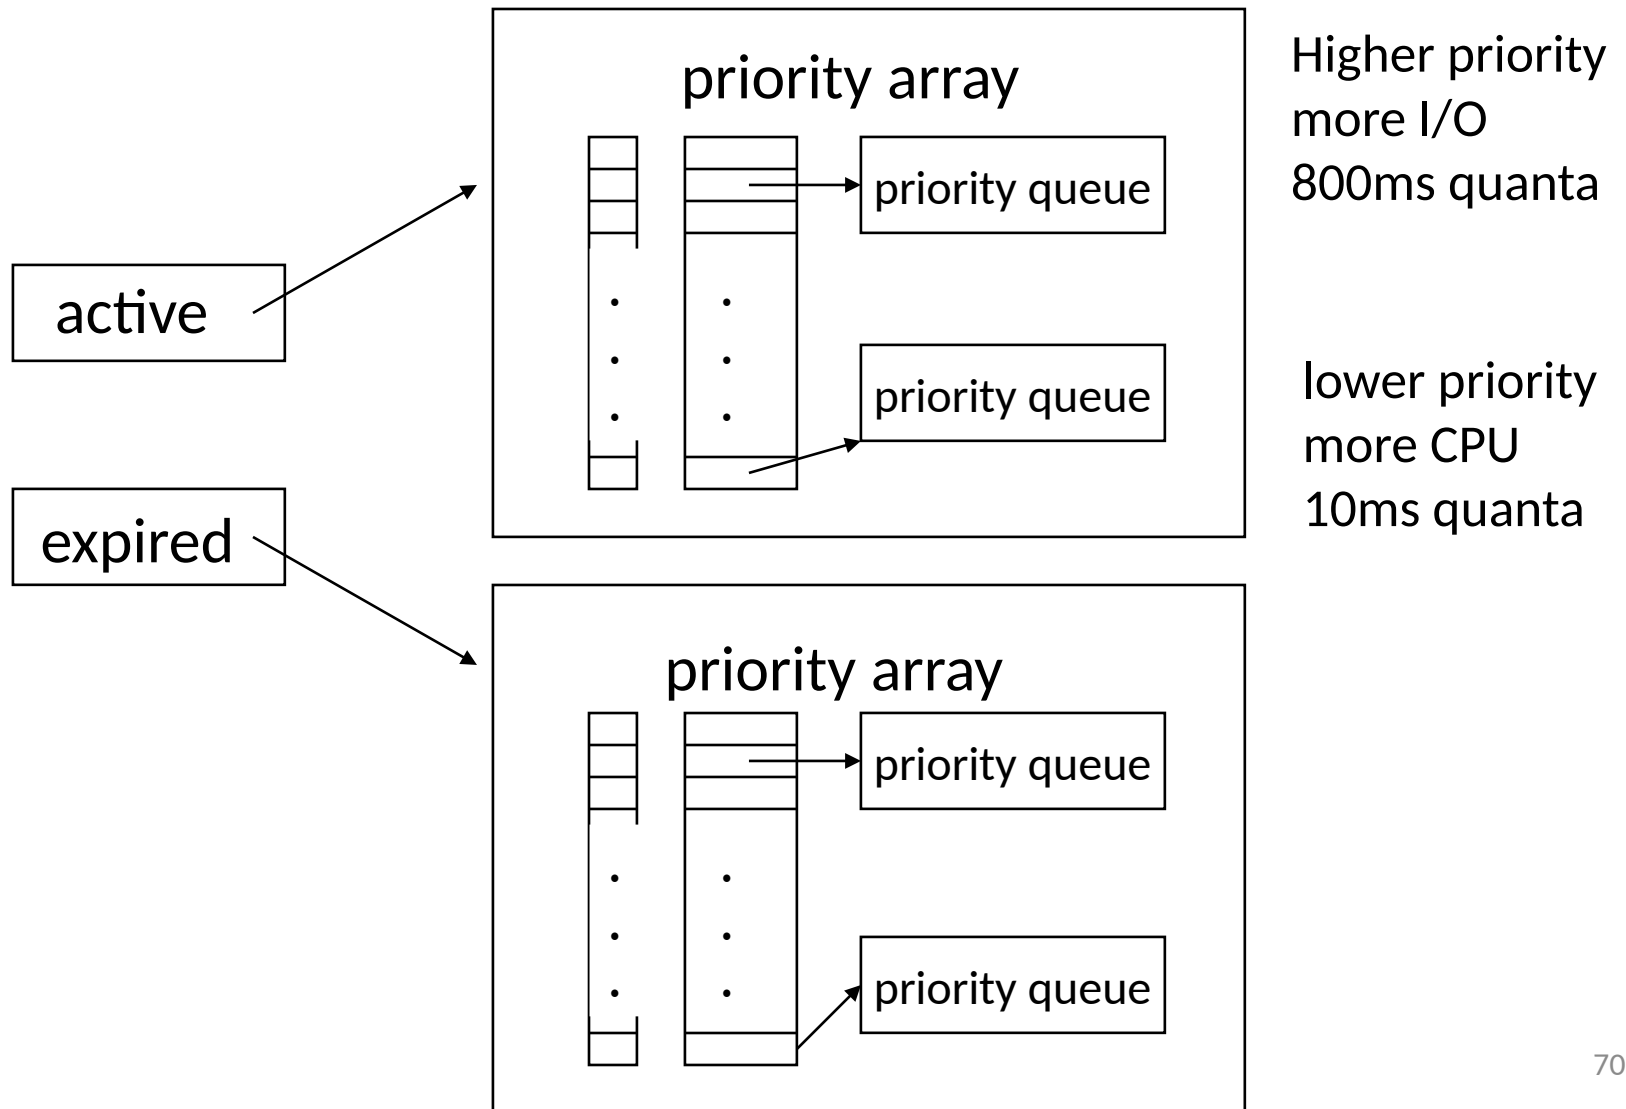 priority array
Higher priority
more I/O
800ms quanta
priority queue
active
priority queue
lower priority
more CPU
10ms quanta
expired
priority array
priority queue
priority queue
70